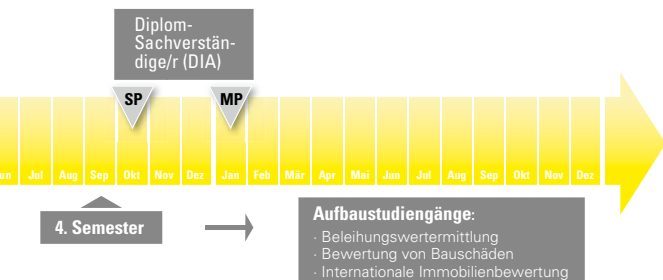 Diplom-
Sachverstän-
dige/r (DIA)
SP MP
Jul Aug Sep Okt Nov Dez Jan Feb Mär Apr Mai Jun Jul Aug Sep Okt Nov Dez
4. Semester
Aufbaustudiengänge:
· Beleihungswertermittlung
· Bewertung von Bauschäden
· Internationale Immobilienbewertung